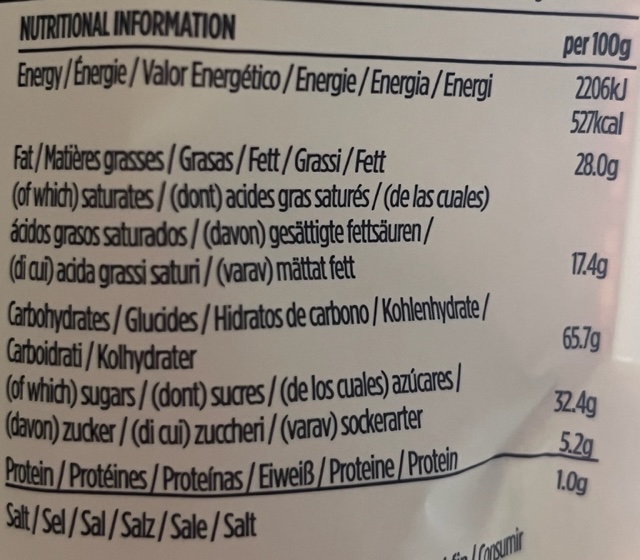 NUTRITIONAL INFORMATION per 100g
Energy/Énergie/Valor Energético/Energie/Energia/Energi 2206kJ
527kcal
Fat/Matières grasses/Grasas/Fett/Grassi/Fett 28.0g
(of which) saturates/(dont) acides gras saturés/(de las cuales)
ácidos grasos saturados/(davon) gesättigte fettsäuren/
(di cui) acida grassi saturi/(varav) mättat fett 17.4g
Carbohydrates/Glucides/Hidratos de carbono/Kohlenhydrate/
Carboidrati/Kolhydrater 65.7g
(of which) sugars/(dont) sucres/(de los cuales) azúcares/
(davon) zucker/(di cui) zuccheri/(varav) sockerarter 32.4g
Protein/Protéines/Proteínas/Eiweiß/Proteine/Protein 5.2g
Salt/Sel/Sal/Salz/Sale/Salt 1.0g
/Consumir